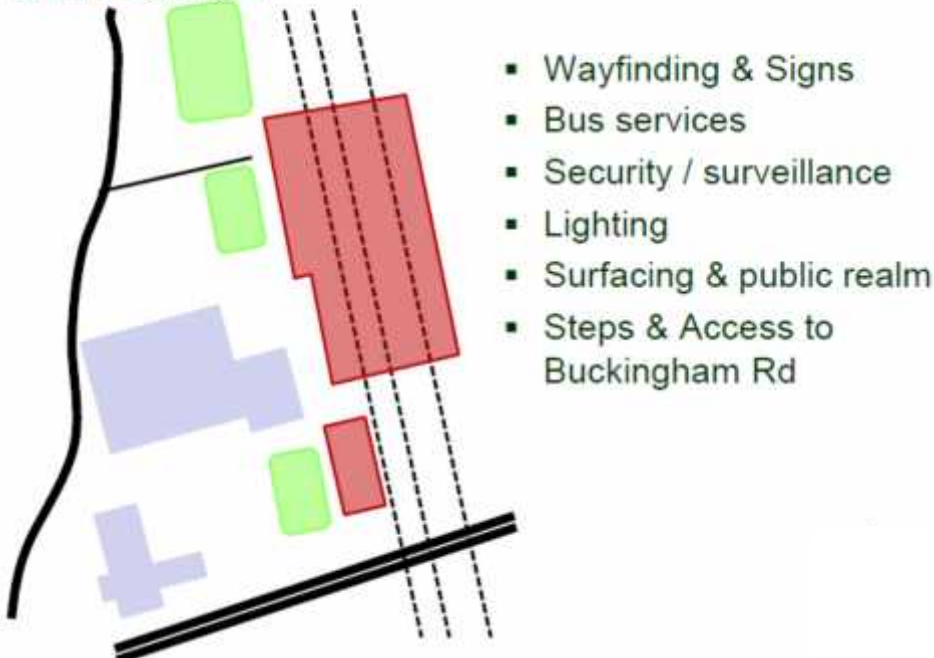 ▪ Wayfinding & Signs
▪ Bus services
▪ Security / surveillance
▪ Lighting
▪ Surfacing & public realm
▪ Steps & Access to
Buckingham Rd